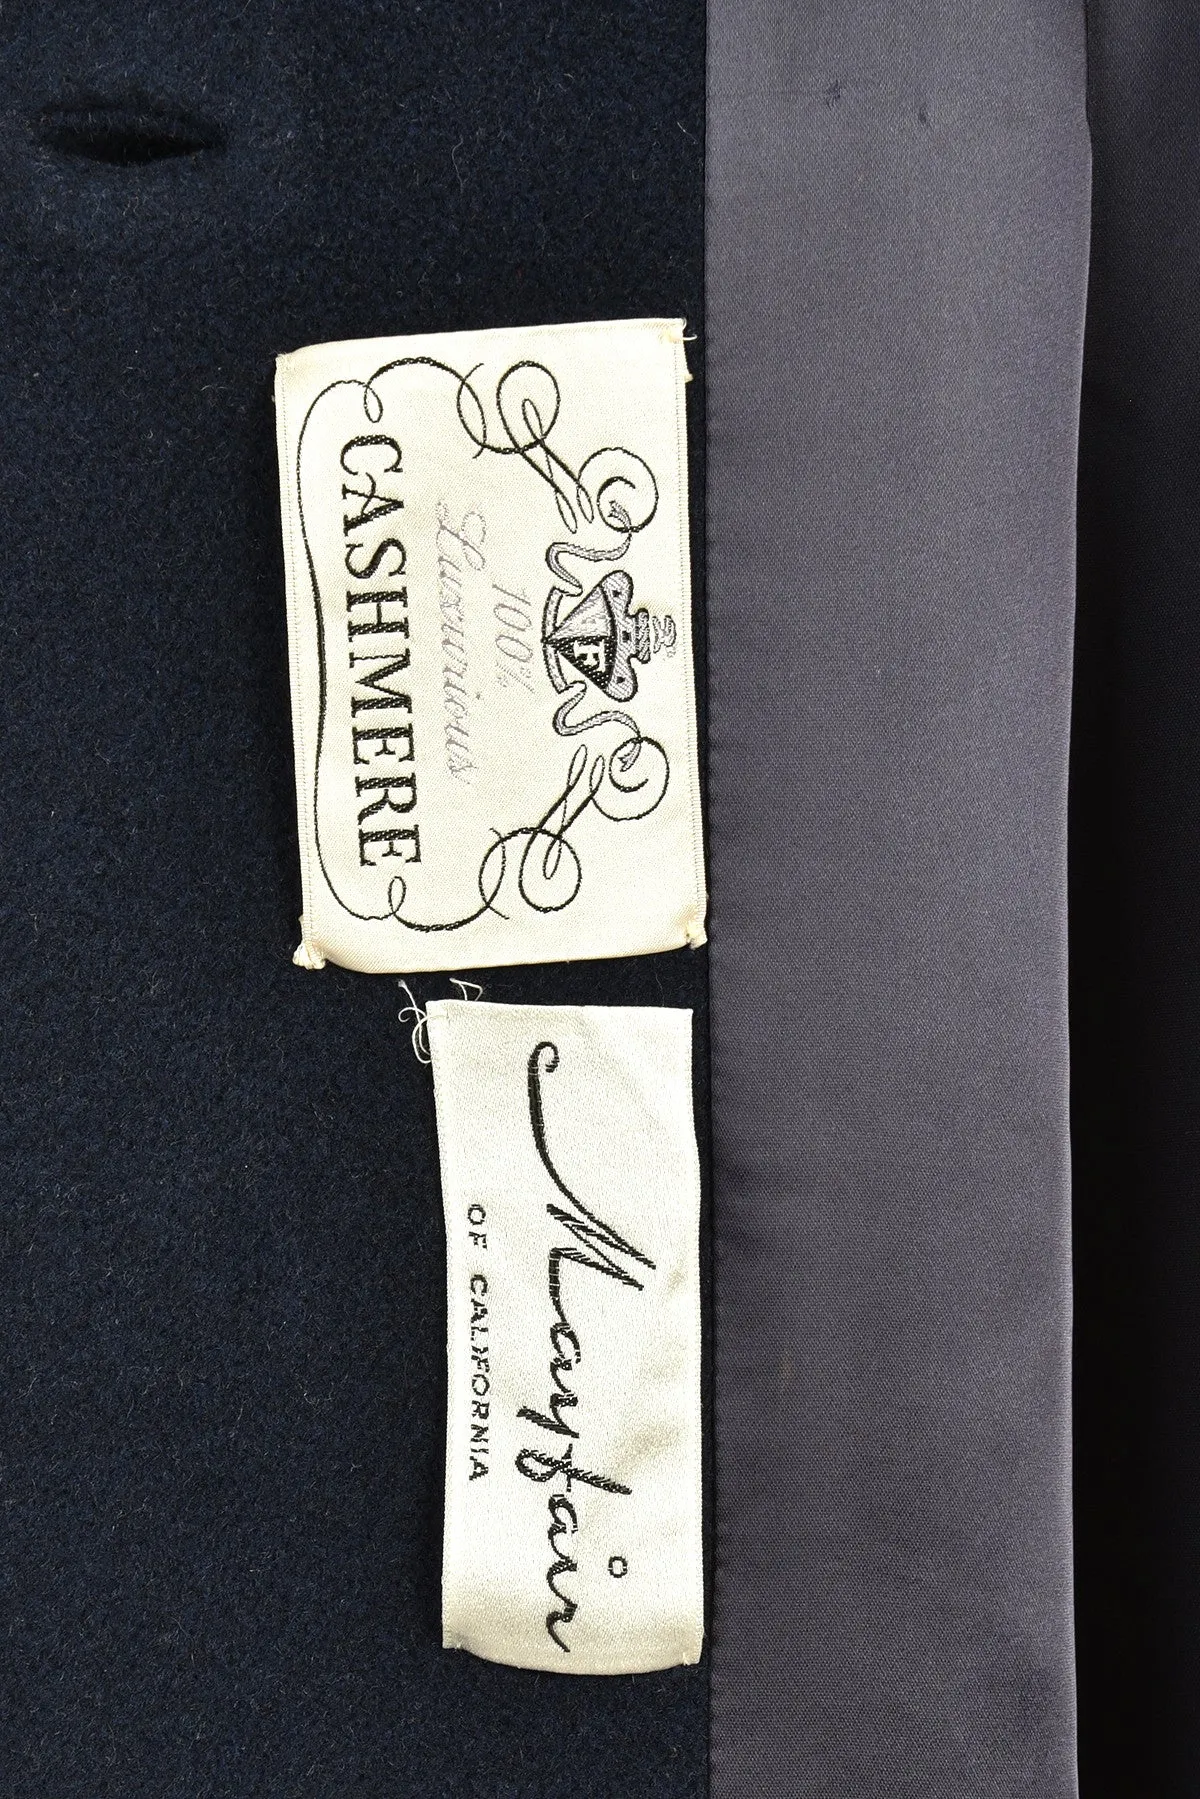 F
100%
Luxurious
CASHMERE
Mayfair
OF CALIFORNIA